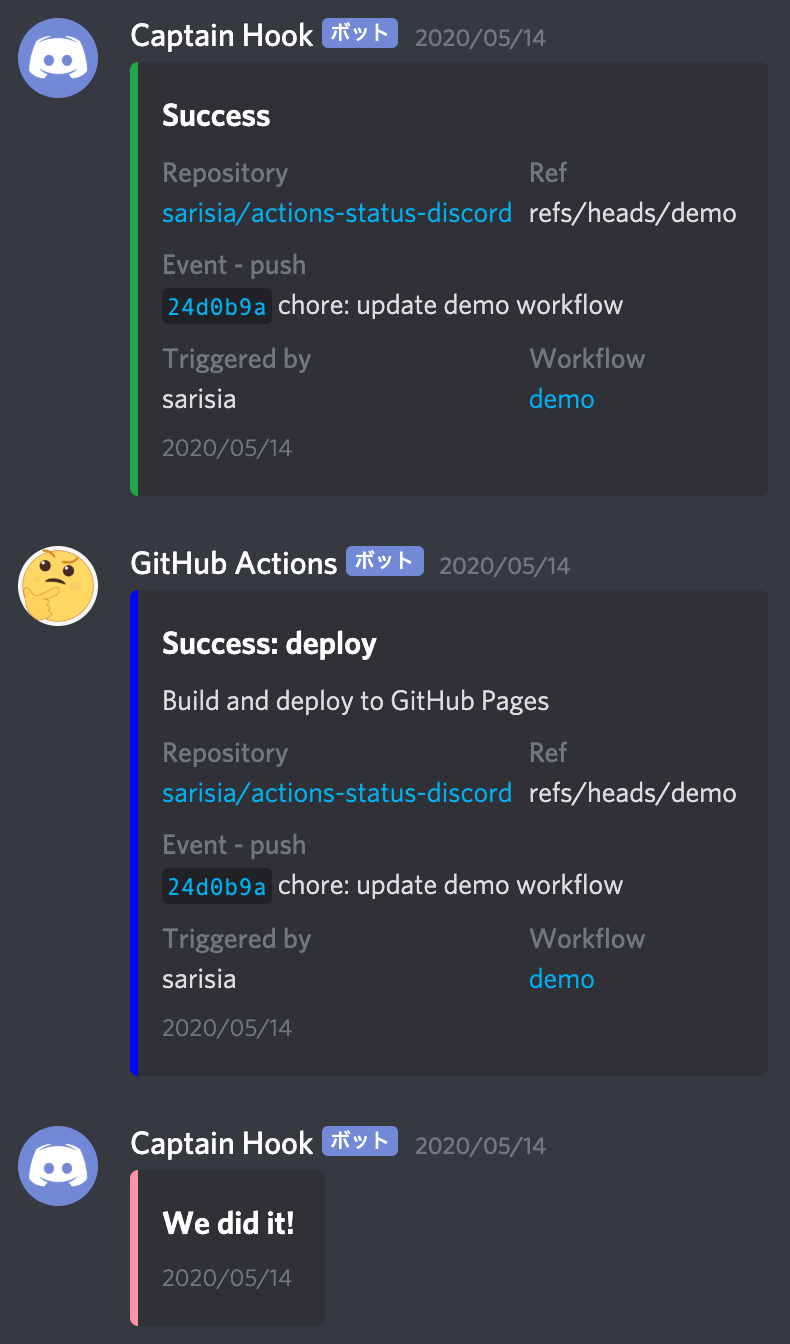 Captain Hook ボット 2020/05/14
Success
Repository Ref
sarisia/actions-status-discord refs/heads/demo
Event - push
24d0b9a chore: update demo workflow
Triggered by Workflow
sarisia demo
2020/05/14
GitHub Actions ボット 2020/05/14
Success: deploy
Build and deploy to GitHub Pages
Repository Ref
sarisia/actions-status-discord refs/heads/demo
Event - push
24d0b9a chore: update demo workflow
Triggered by Workflow
sarisia demo
2020/05/14
Captain Hook ボット 2020/05/14
We did it!
2020/05/14